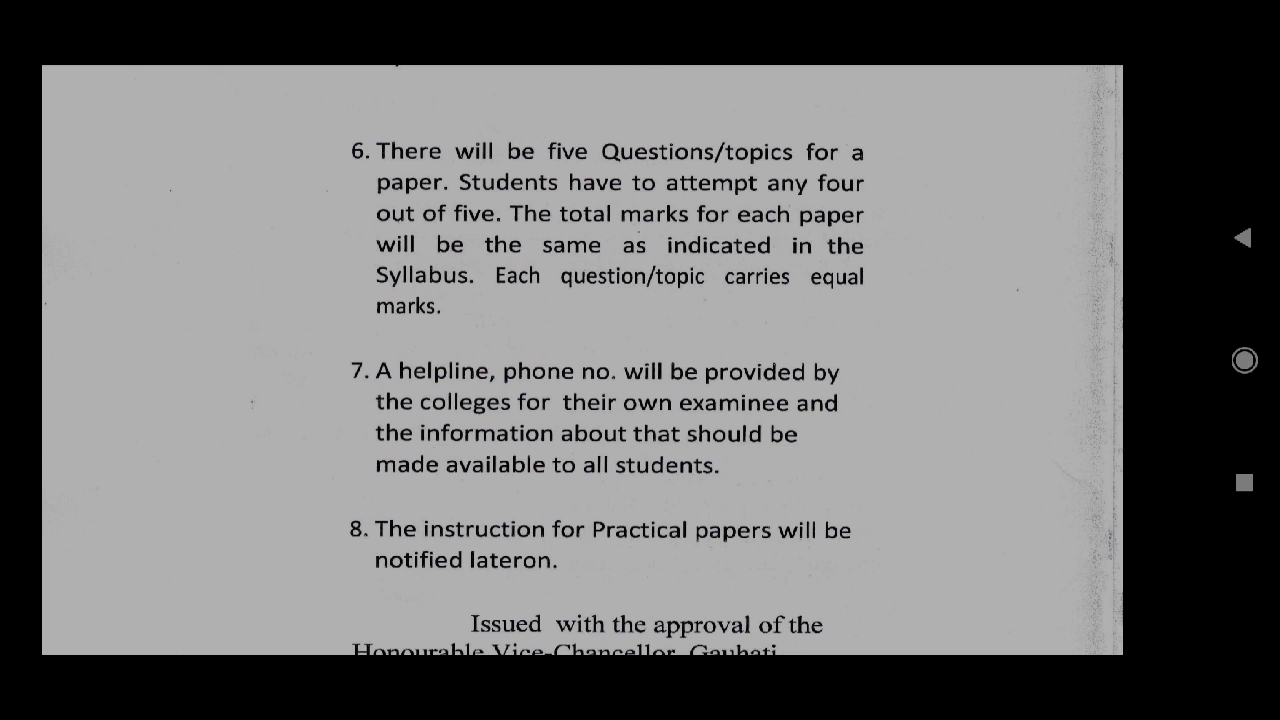 6. There will be five Questions/topics for a
paper. Students have to attempt any four
out of five. The total marks for each paper
will be the same as indicated in the
Syllabus. Each question/topic carries equal
marks.
7. A helpline, phone no. will be provided by
the colleges for their own examinee and
the information about that should be
made available to all students.
8. The instruction for Practical papers will be
notified lateron.
Issued with the approval of the
Honourable Vice-Chancellor, Gauhati